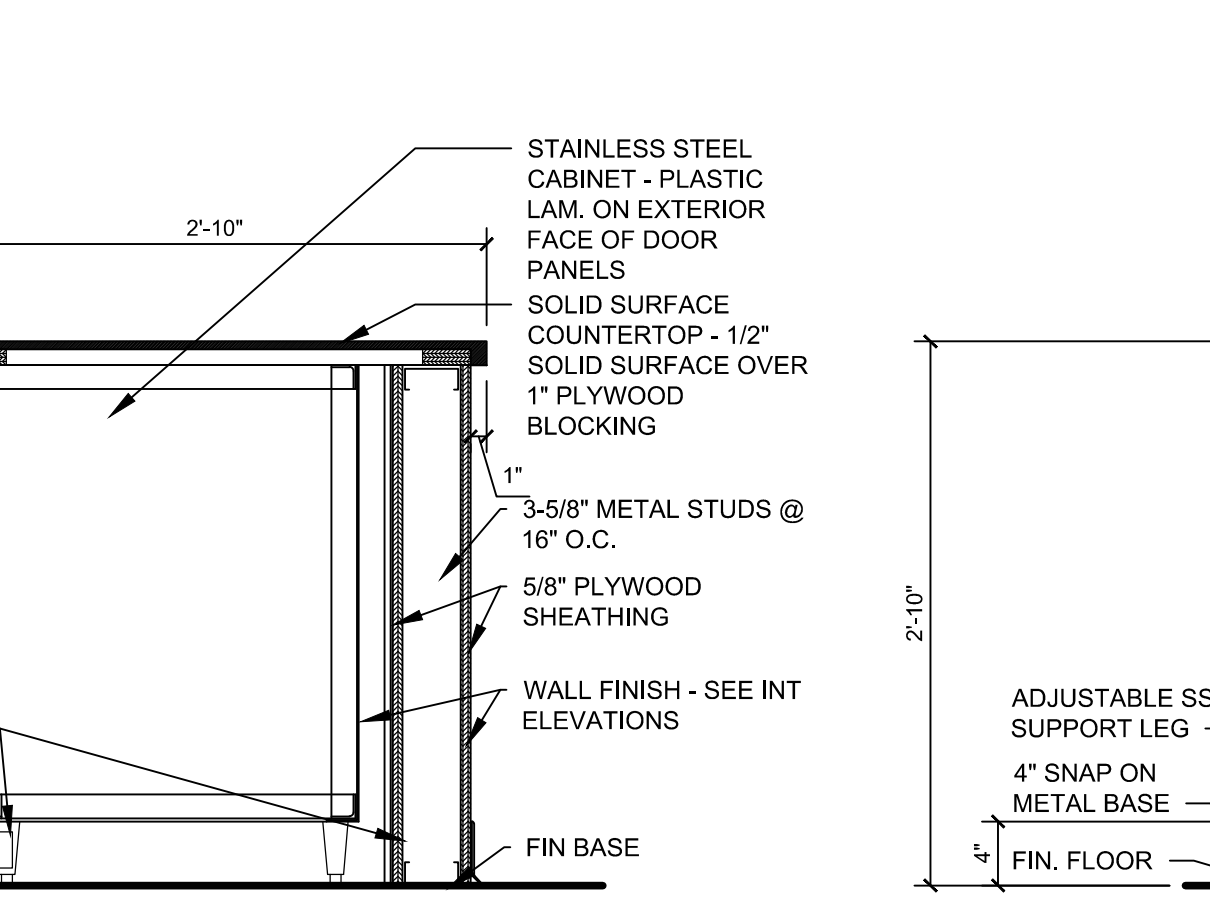 STAINLESS STEEL
CABINET - PLASTIC
LAM. ON EXTERIOR
FACE OF DOOR
PANELS
2'-10"
SOLID SURFACE
COUNTERTOP - 1/2"
SOLID SURFACE OVER
1" PLYWOOD
BLOCKING
1"
3-5/8" METAL STUDS @
16" O.C.
5/8" PLYWOOD
SHEATHING
WALL FINISH - SEE INT
ELEVATIONS
FIN BASE
2'-10"
ADJUSTABLE SS
SUPPORT LEG
4" SNAP ON
METAL BASE
4"
FIN. FLOOR